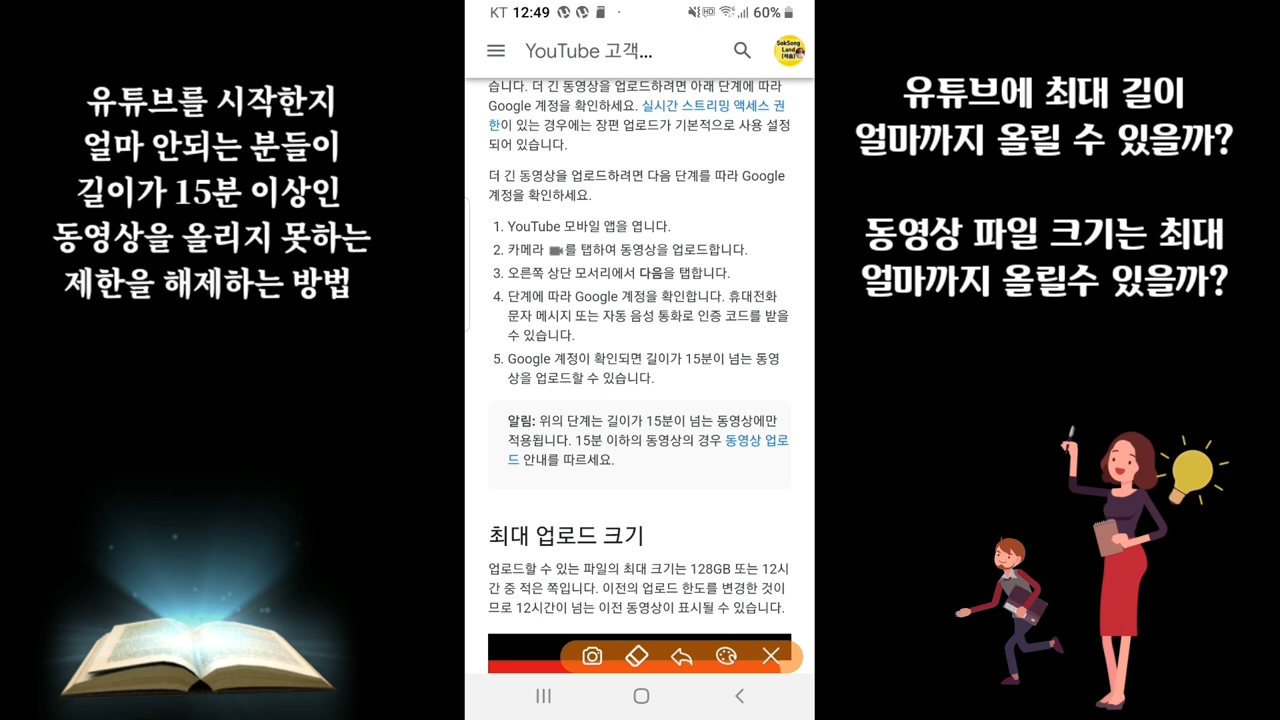 유튜브를 시작한지
얼마 안되는 분들이
길이가 15분 이상인
동영상을 올리지 못하는
제한을 해제하는 방법
KT 12:49
HD
60%
YouTube 고객...
SokSong
Land
습니다. 더 긴 동영상을 업로드하려면 아래 단계에 따라
Google 계정을 확인하세요. 실시간 스트리밍 액세스 권
한이 있는 경우에는 장편 업로드가 기본적으로 사용 설정
되어 있습니다.
더 긴 동영상을 업로드하려면 다음 단계를 따라 Google
계정을 확인하세요.
1. YouTube 모바일 앱을 엽니다.
2. 카메라 를 탭하여 동영상을 업로드합니다.
3. 오른쪽 상단 모서리에서 다음을 탭합니다.
4. 단계에 따라 Google 계정을 확인합니다. 휴대전화
문자 메시지 또는 자동 음성 통화로 인증 코드를 받을
수 있습니다.
5. Google 계정이 확인되면 길이가 15분이 넘는 동영
상을 업로드할 수 있습니다.
알림: 위의 단계는 길이가 15분이 넘는 동영상에만
적용됩니다. 15분 이하의 동영상의 경우 동영상 업로
드 안내를 따르세요.
최대 업로드 크기
업로드할 수 있는 파일의 최대 크기는 128GB 또는 12시
간 중 적은 쪽입니다. 이전의 업로드 한도를 변경한 것이
므로 12시간이 넘는 이전 동영상이 표시될 수 있습니다.
유튜브에 최대 길이
얼마까지 올릴 수 있을까?
동영상 파일 크기는 최대
얼마까지 올릴수 있을까?